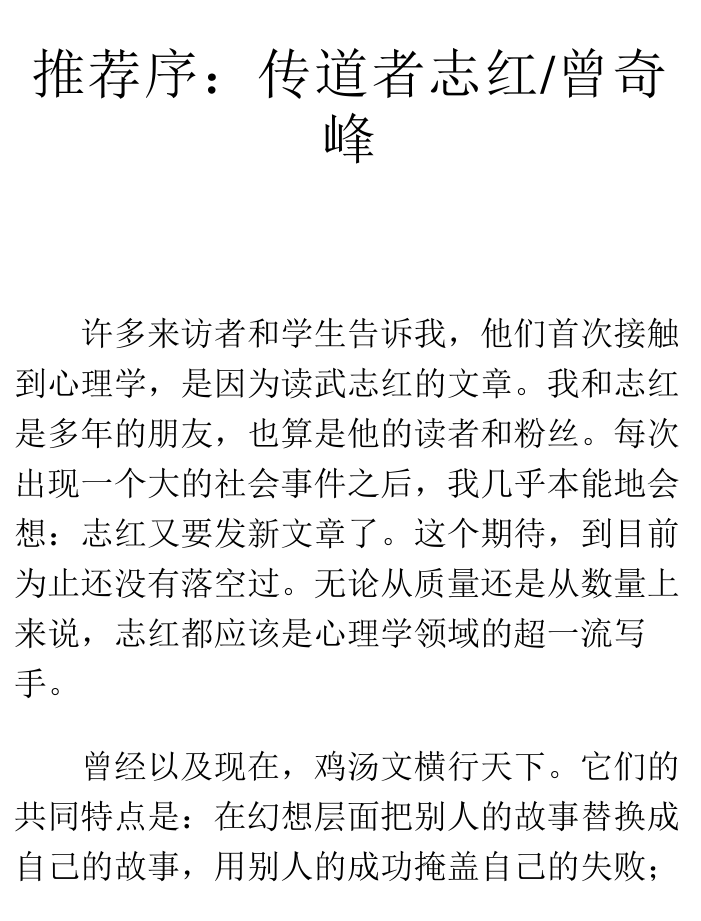 推荐序：传道者志红/曾奇
峰
许多来访者和学生告诉我，他们首次接触
到心理学，是因为读武志红的文章。我和志红
是多年的朋友，也算是他的读者和粉丝。每次
出现一个大的社会事件之后，我几乎本能地会
想：志红又要发新文章了。这个期待，到目前
为止还没有落空过。无论从质量还是从数量上
来说，志红都应该是心理学领域的超一流写
手。
曾经以及现在，鸡汤文横行天下。它们的
共同特点是：在幻想层面把别人的故事替换成
自己的故事，用别人的成功掩盖自己的失败；